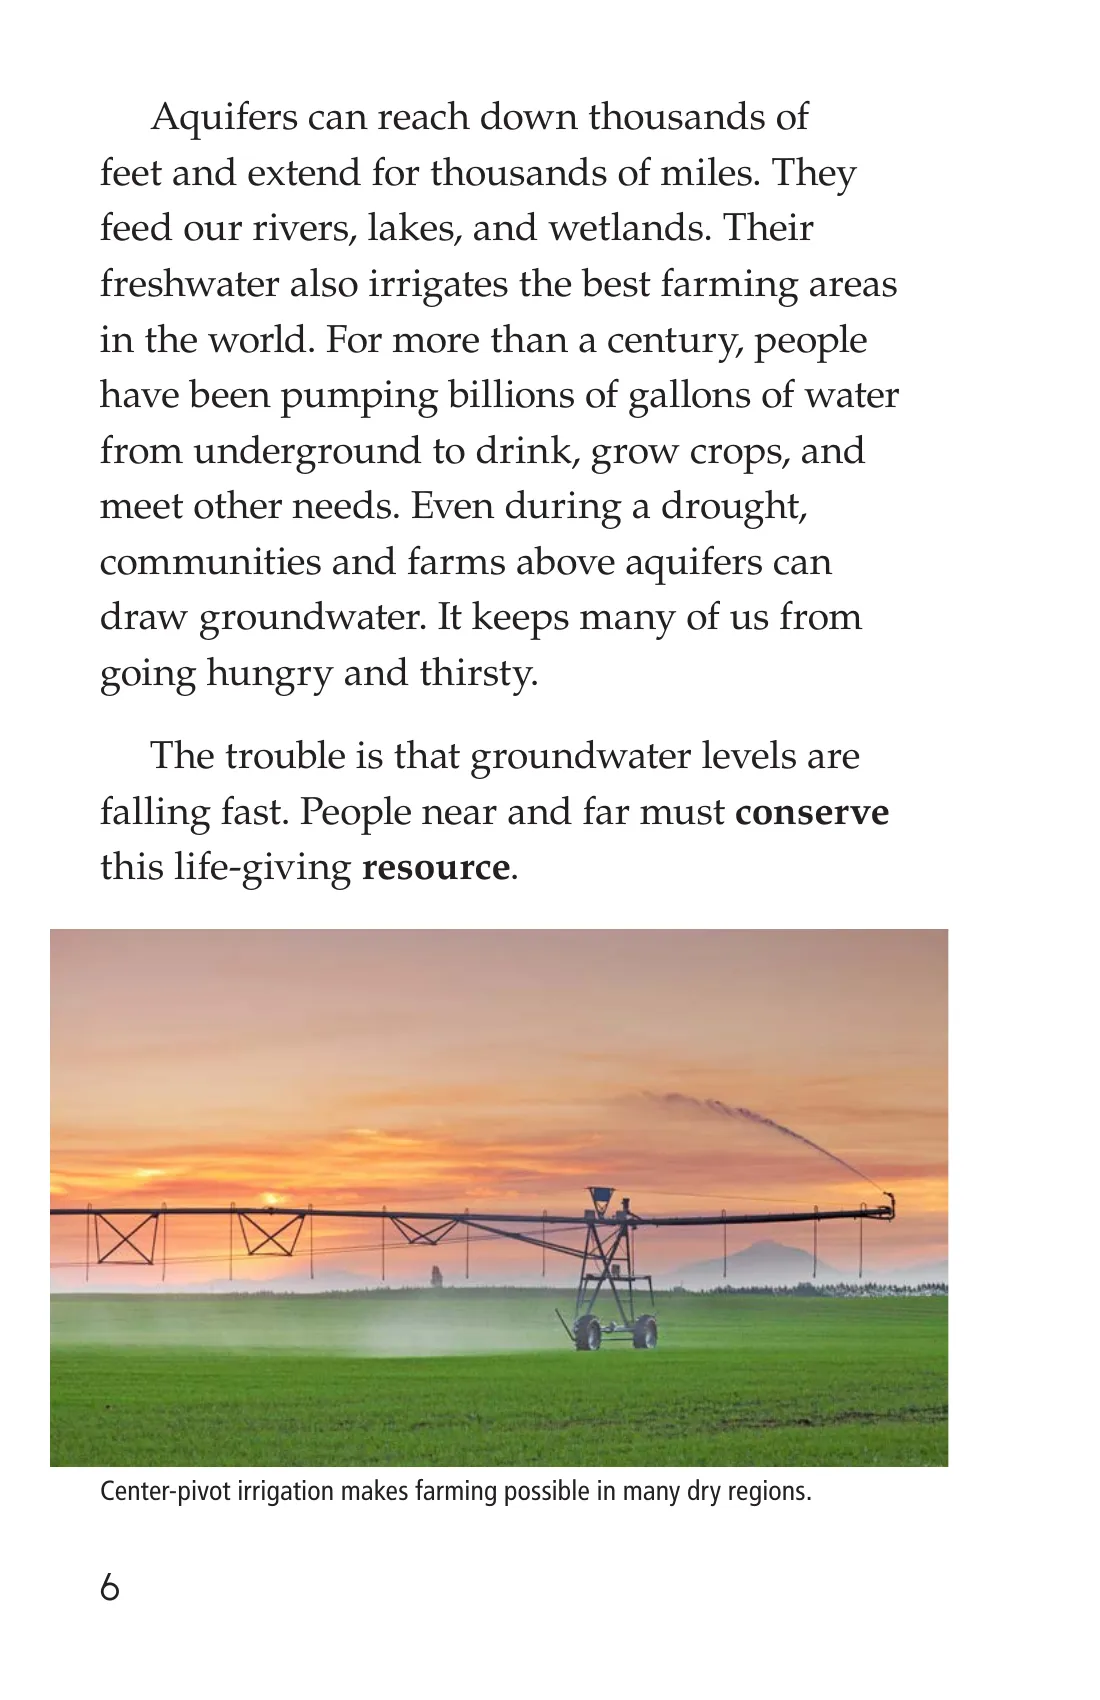 Aquifers can reach down thousands of
feet and extend for thousands of miles. They
feed our rivers, lakes, and wetlands. Their
freshwater also irrigates the best farming areas
in the world. For more than a century, people
have been pumping billions of gallons of water
from underground to drink, grow crops, and
meet other needs. Even during a drought,
communities and farms above aquifers can
draw groundwater. It keeps many of us from
going hungry and thirsty.
The trouble is that groundwater levels are
falling fast. People near and far must conserve
this life-giving resource.
Center-pivot irrigation makes farming possible in many dry regions.
6